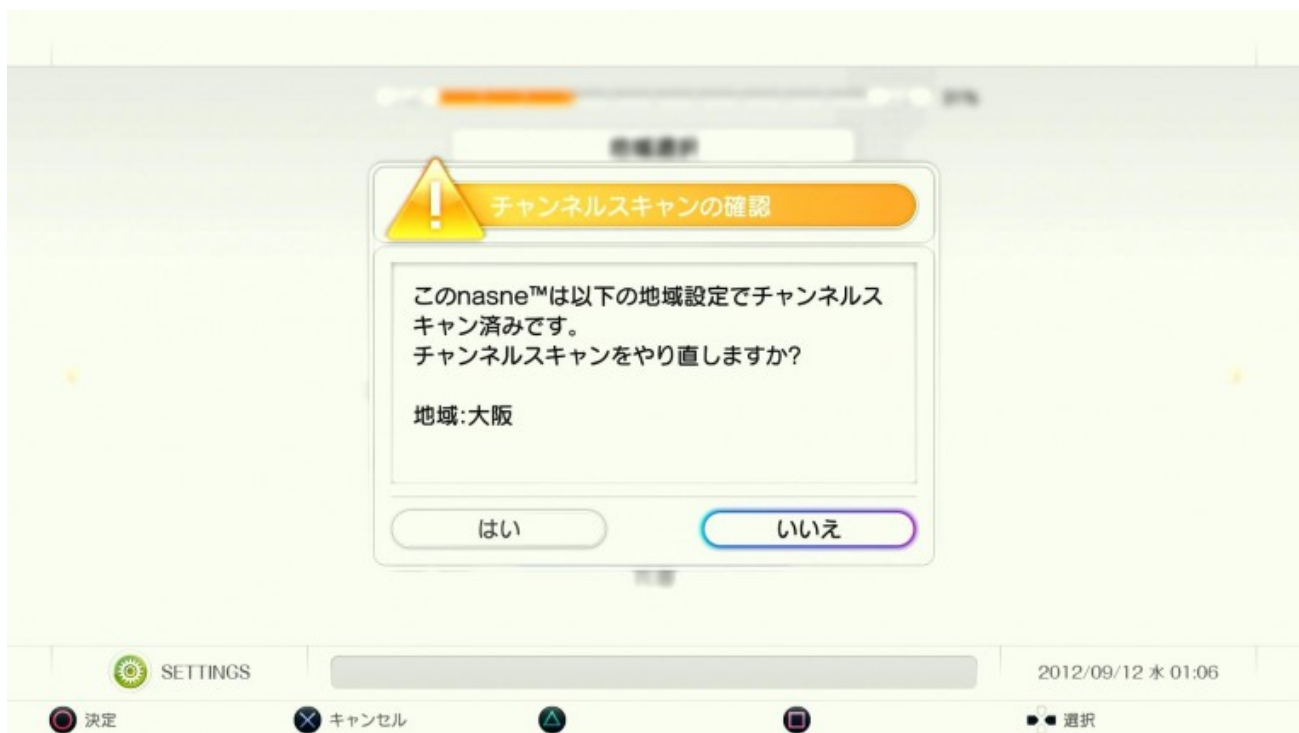 地域選択
チャンネルスキャンの確認
このnasne™は以下の地域設定でチャンネルス
キャン済みです。
チャンネルスキャンをやり直しますか?
地域:大阪
はい
いいえ
SETTINGS
2012/09/12 水 01:06
決定
キャンセル
選択